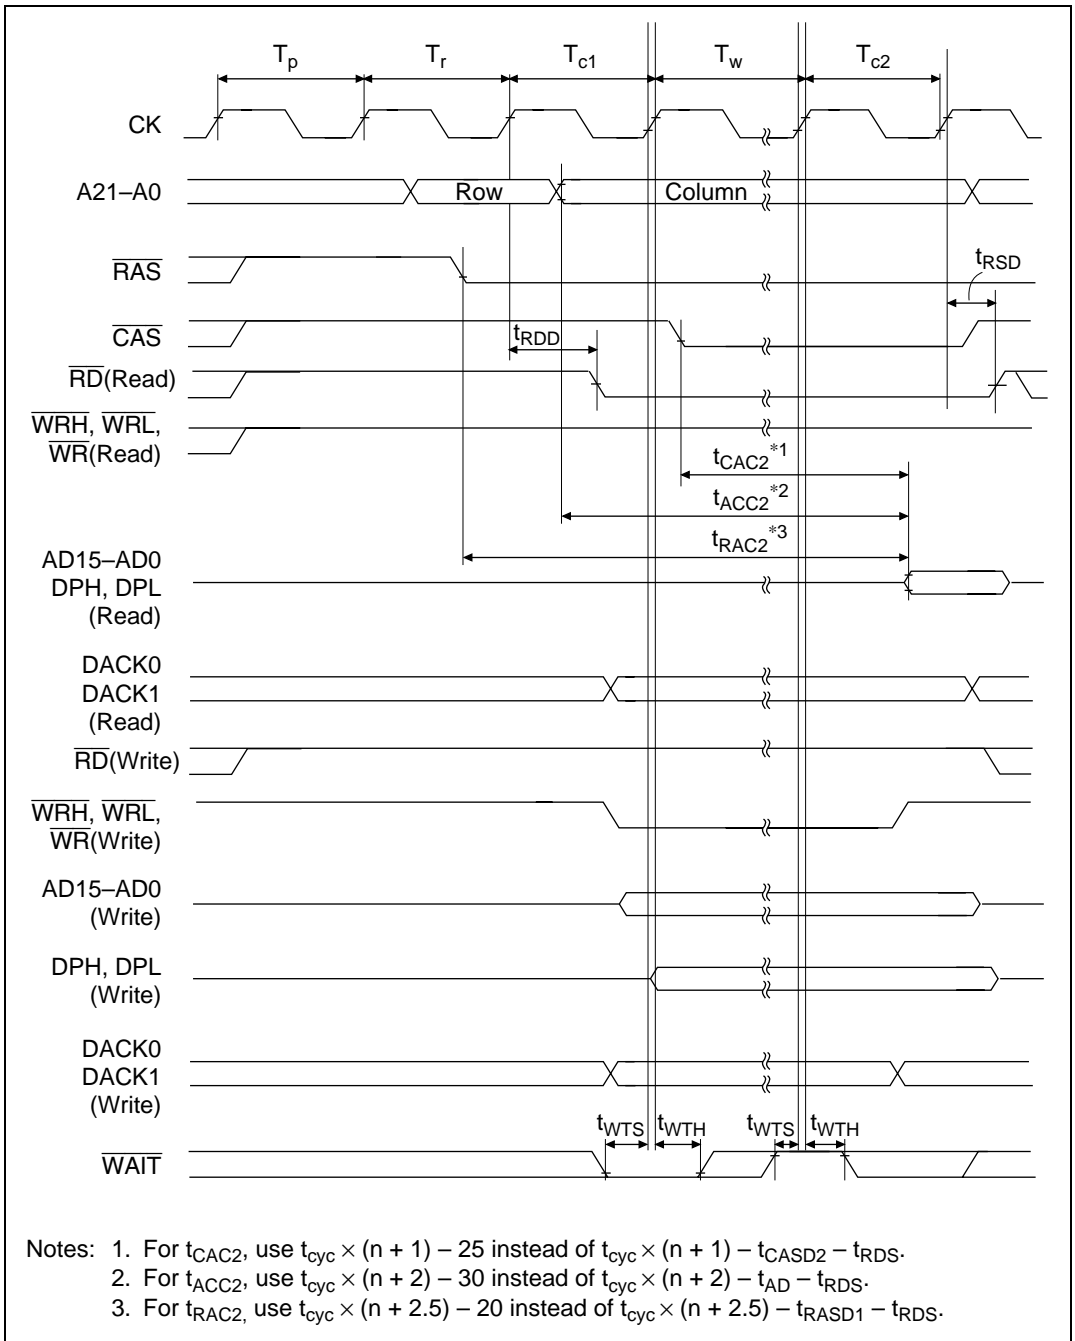 Tp Tr Tc1 Tw Tc2
CK
A21–A0 Row Column
RAS
tRSD
CAS
tRDD
RD(Read)
WRH, WRL,
WR(Read)
tCAC2*1
tACC2*2
tRAC2*3
AD15–AD0
DPH, DPL
(Read)
DACK0
DACK1
(Read)
RD(Write)
WRH, WRL,
WR(Write)
AD15–AD0
(Write)
DPH, DPL
(Write)
DACK0
DACK1
(Write)
tWTS tWTH tWTS tWTH
WAIT
Notes: 1. For tCAC2, use tcyc × (n + 1) – 25 instead of tcyc × (n + 1) – tCASD2 – tRDS.
2. For tACC2, use tcyc × (n + 2) – 30 instead of tcyc × (n + 2) – tAD – tRDS.
3. For tRAC2, use tcyc × (n + 2.5) – 20 instead of tcyc × (n + 2.5) – tRASD1 – tRDS.